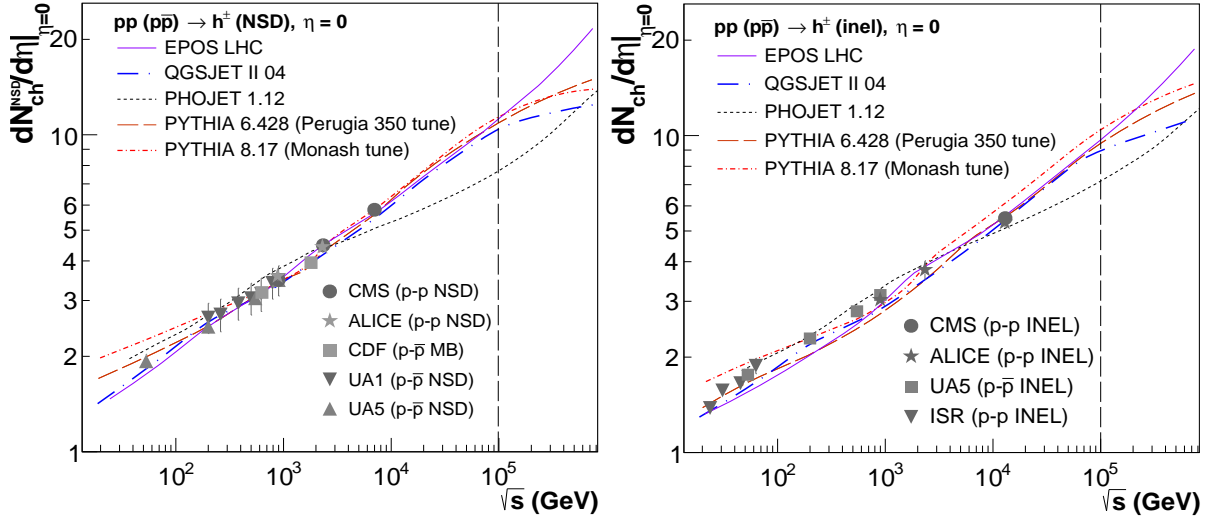 pp (pp̅) → h± (NSD), η = 0
EPOS LHC
QGSJET II 04
PHOJET 1.12
PYTHIA 6.428 (Perugia 350 tune)
PYTHIA 8.17 (Monash tune)
CMS (p-p NSD)
ALICE (p-p NSD)
CDF (p-p̅ MB)
UA1 (p-p̅ NSD)
UA5 (p-p̅ NSD)
dN_ch^NSD/dη|η=0
20
10
6
5
4
3
2
1
10²
10³
10⁴
10⁵
√s (GeV)
pp (pp̅) → h± (inel), η = 0
EPOS LHC
QGSJET II 04
PHOJET 1.12
PYTHIA 6.428 (Perugia 350 tune)
PYTHIA 8.17 (Monash tune)
CMS (p-p INEL)
ALICE (p-p INEL)
UA5 (p-p̅ INEL)
ISR (p-p INEL)
dN_ch/dη|η=0
20
10
6
5
4
3
2
1
10²
10³
10⁴
10⁵
√s (GeV)